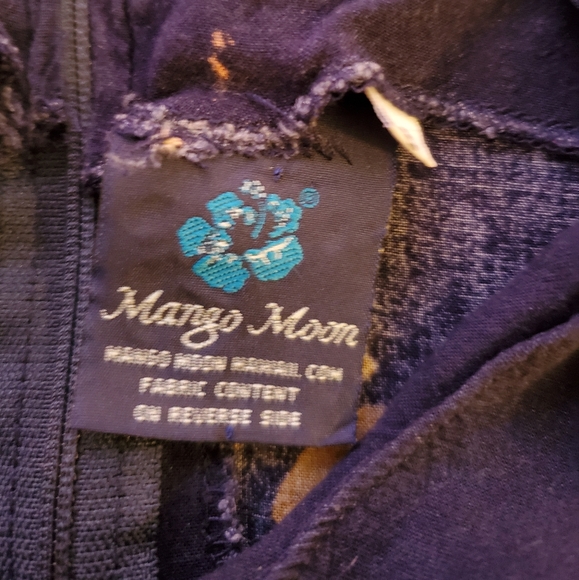 ®
Mango Moon
MANGO MOON HAWAII.COM
FABRIC CONTENT
ON REVERSE SIDE